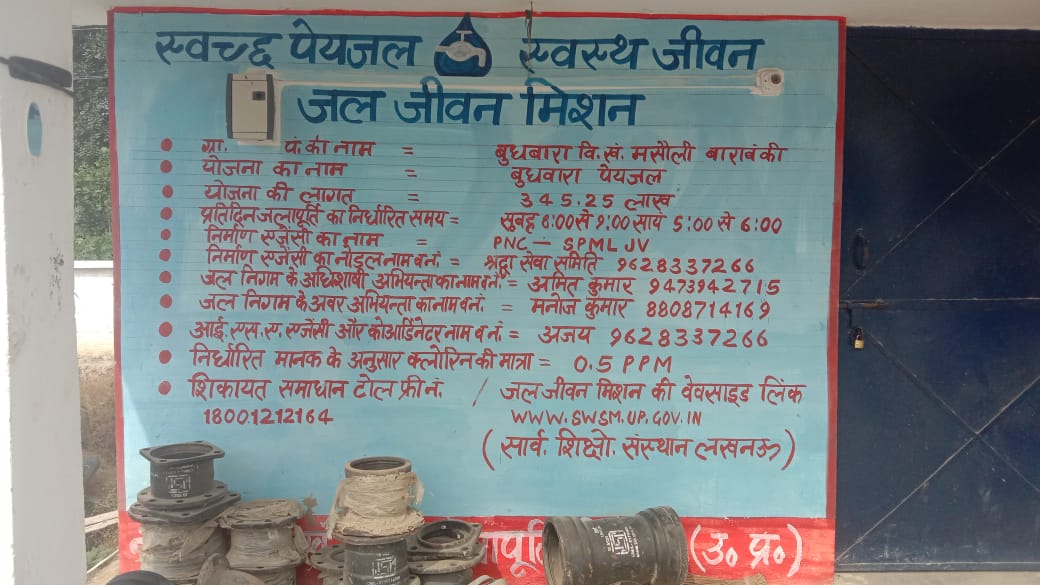 स्वच्छ पेयजल स्वस्थ जीवन
जल जीवन मिशन
ग्रा. पं. का नाम = बुधबारा वि. खं. मसौली बाराबंकी
योजना का नाम = बुधवारा पेयजल
योजना की लागत = 345.25 लाख
प्रतिदिन जलापूर्ति का निर्धारित समय = सुबह 6:00 से 9:00 सायं 5:00 से 6:00
निर्माण एजेंसी का नाम = PNC - SPML JV
निर्माण एजेंसी का नोडल नाम व नं. = श्रद्धा सेवा समिति 9628337266
जल निगम के अधिशाषी अभियन्ता का नाम व नं. = अमित कुमार 9473942715
जल निगम के अवर अभियन्ता का नाम व नं. = मनोज कुमार 8808714169
आई. एस. ए. एजेंसी और कोआर्डिनेटर नाम व नं. = अजय 9628337266
निर्धारित मानक के अनुसार क्लोरिन की मात्रा = 0.5 PPM
शिकायत समाधान टोल फ्री नं. / जल जीवन मिशन की वेवसाइड लिंक
18001212164 WWW.SWSM.UP.GOV.IN
(सार्व. शिक्षो. संस्थान लखनऊ)
(उ० प्र०)